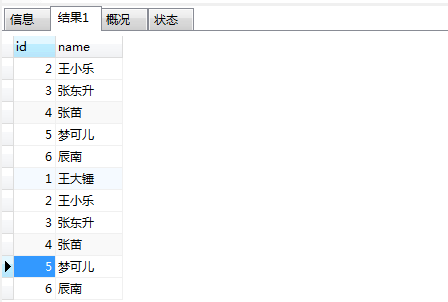 信息 结果1 概况 状态
id name
2 王小乐
3 张东升
4 张苗
5 梦可儿
6 辰南
1 王大锤
2 王小乐
3 张东升
4 张苗
5 梦可儿
6 辰南